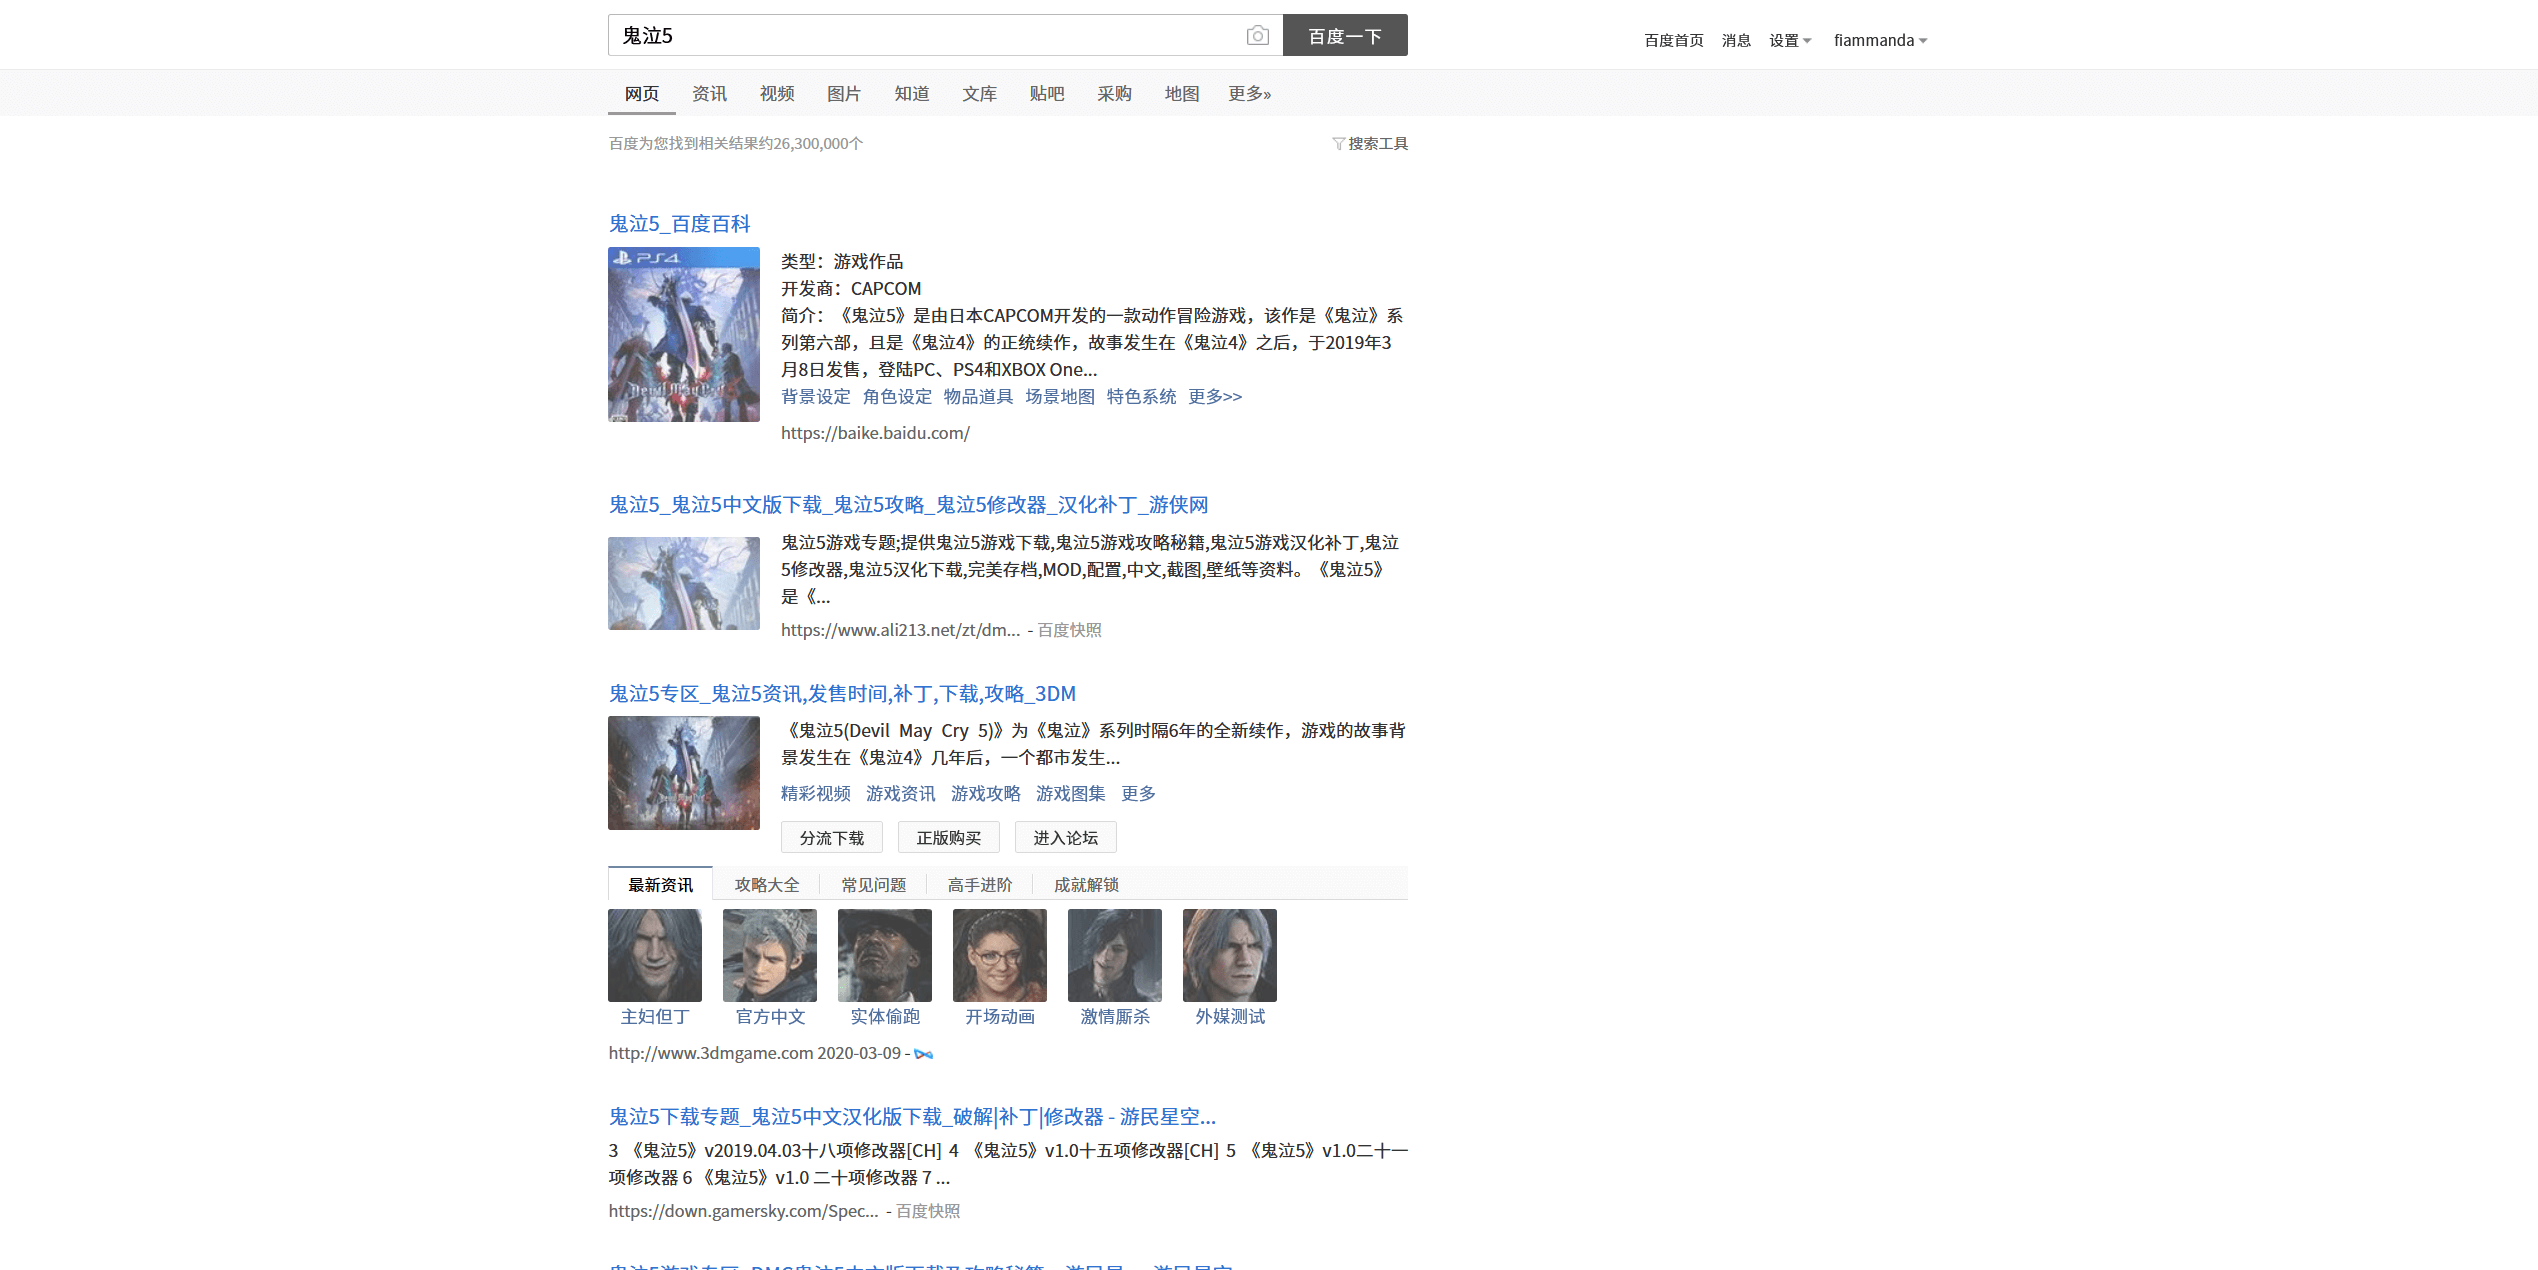 鬼泣5
百度一下
百度首页 消息 设置 fiammanda
网页 资讯 视频 图片 知道 文库 贴吧 采购 地图 更多»
百度为您找到相关结果约26,300,000个
搜索工具
鬼泣5_百度百科
PS4
Devil May Cry
类型：游戏作品
开发商：CAPCOM
简介：《鬼泣5》是由日本CAPCOM开发的一款动作冒险游戏，该作是《鬼泣》系
列第六部，且是《鬼泣4》的正统续作，故事发生在《鬼泣4》之后，于2019年3
月8日发售，登陆PC、PS4和XBOX One...
背景设定 角色设定 物品道具 场景地图 特色系统 更多>>
https://baike.baidu.com/
鬼泣5_鬼泣5中文版下载_鬼泣5攻略_鬼泣5修改器_汉化补丁_游侠网
鬼泣5游戏专题;提供鬼泣5游戏下载,鬼泣5游戏攻略秘籍,鬼泣5游戏汉化补丁,鬼泣
5修改器,鬼泣5汉化下载,完美存档,MOD,配置,中文,截图,壁纸等资料。《鬼泣5》
是《...
https://www.ali213.net/zt/dm... - 百度快照
鬼泣5专区_鬼泣5资讯,发售时间,补丁,下载,攻略_3DM
《鬼泣5(Devil May Cry 5)》为《鬼泣》系列时隔6年的全新续作，游戏的故事背
景发生在《鬼泣4》几年后，一个都市发生...
精彩视频 游戏资讯 游戏攻略 游戏图集 更多
分流下载 正版购买 进入论坛
最新资讯 攻略大全 常见问题 高手进阶 成就解锁
主妇但丁 官方中文 实体偷跑 开场动画 激情厮杀 外媒测试
http://www.3dmgame.com 2020-03-09 -
鬼泣5下载专题_鬼泣5中文汉化版下载_破解|补丁|修改器 - 游民星空...
3 《鬼泣5》v2019.04.03十八项修改器[CH] 4 《鬼泣5》v1.0十五项修改器[CH] 5 《鬼泣5》v1.0二十一
项修改器 6 《鬼泣5》v1.0 二十项修改器 7 ...
https://down.gamersky.com/Spec... - 百度快照